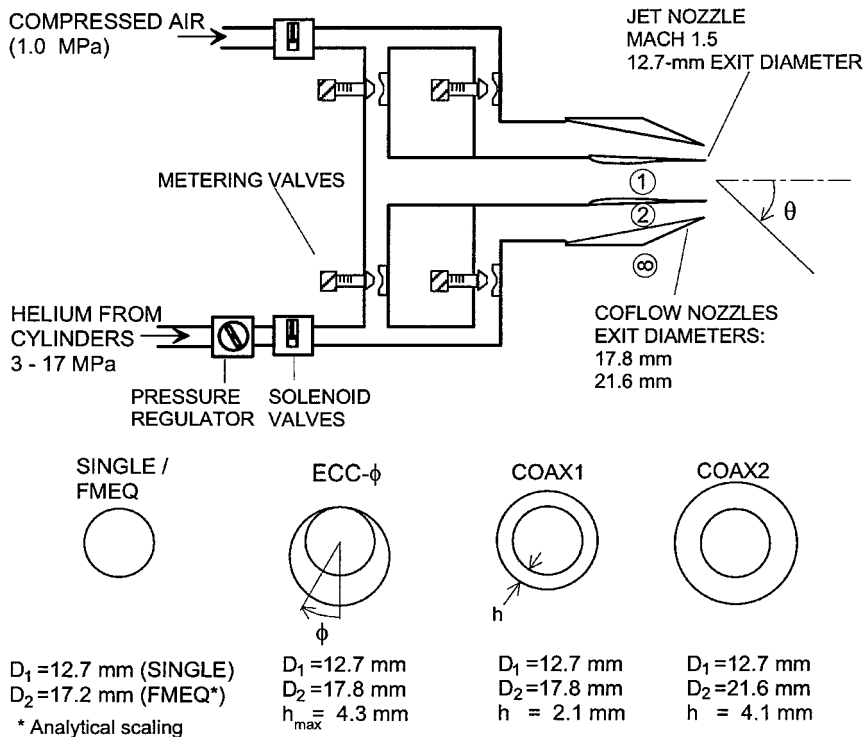 COMPRESSED AIR
(1.0 MPa)
JET NOZZLE
MACH 1.5
12.7-mm EXIT DIAMETER
METERING VALVES
1
2
∞
θ
HELIUM FROM
CYLINDERS
3 - 17 MPa
PRESSURE
REGULATOR
SOLENOID
VALVES
COFLOW NOZZLES
EXIT DIAMETERS:
17.8 mm
21.6 mm
SINGLE /
FMEQ
D₁ =12.7 mm (SINGLE)
D₂ =17.2 mm (FMEQ*)
* Analytical scaling
ECC-ϕ
ϕ
D₁ =12.7 mm
D₂ =17.8 mm
hmax= 4.3 mm
COAX1
h
D₁ =12.7 mm
D₂ =17.8 mm
h = 2.1 mm
COAX2
D₁ =12.7 mm
D₂ =21.6 mm
h = 4.1 mm